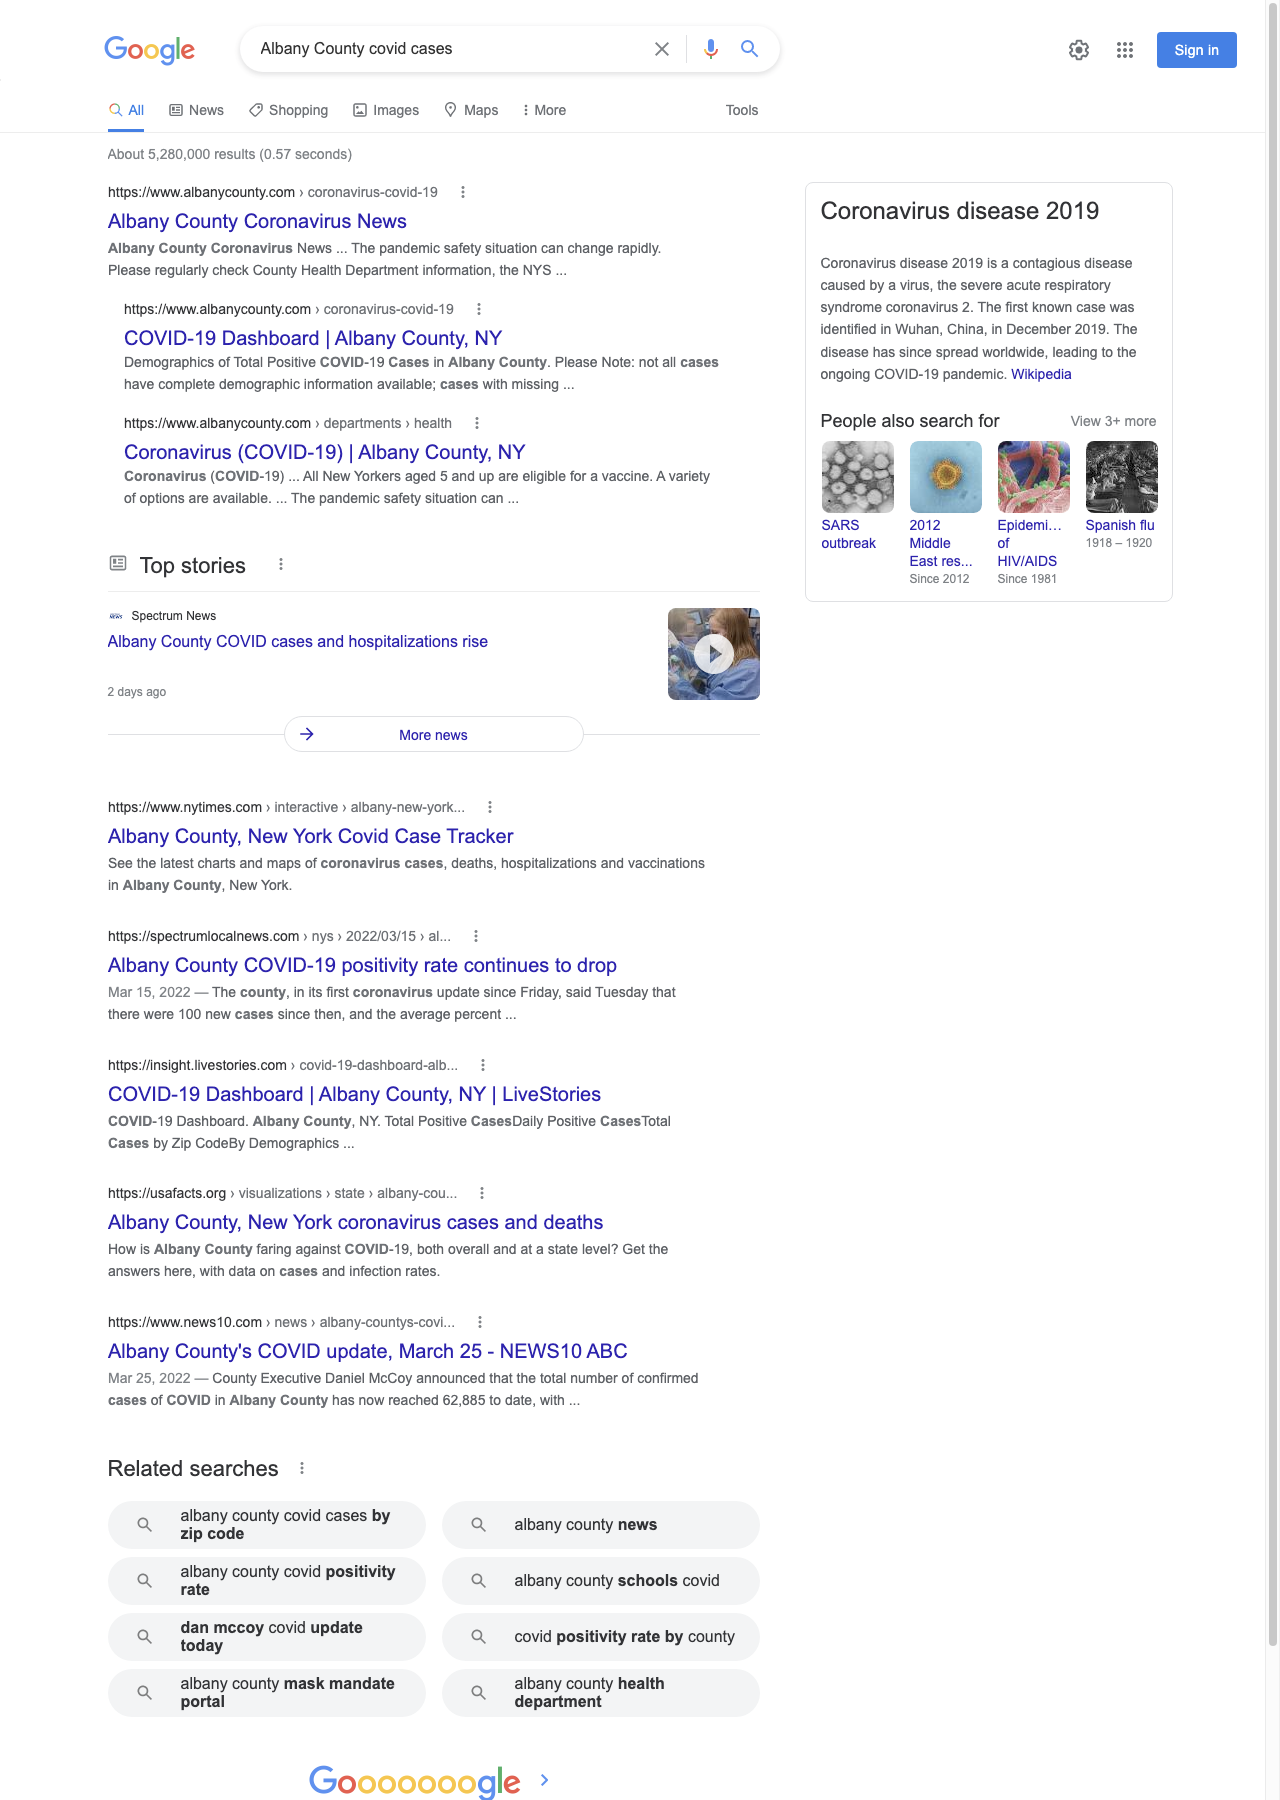 Google
Albany County covid cases
Sign in
All
News
Shopping
Images
Maps
More
Tools
About 5,280,000 results (0.57 seconds)
https://www.albanycounty.com › coronavirus-covid-19
Albany County Coronavirus News
Albany County Coronavirus News ... The pandemic safety situation can change rapidly.
Please regularly check County Health Department information, the NYS ...
https://www.albanycounty.com › coronavirus-covid-19
COVID-19 Dashboard | Albany County, NY
Demographics of Total Positive COVID-19 Cases in Albany County. Please Note: not all cases
have complete demographic information available; cases with missing ...
https://www.albanycounty.com › departments › health
Coronavirus (COVID-19) | Albany County, NY
Coronavirus (COVID-19) ... All New Yorkers aged 5 and up are eligible for a vaccine. A variety
of options are available. ... The pandemic safety situation can ...
Top stories
Spectrum News
Albany County COVID cases and hospitalizations rise
2 days ago
More news
https://www.nytimes.com › interactive › albany-new-york...
Albany County, New York Covid Case Tracker
See the latest charts and maps of coronavirus cases, deaths, hospitalizations and vaccinations
in Albany County, New York.
https://spectrumlocalnews.com › nys › 2022/03/15 › al...
Albany County COVID-19 positivity rate continues to drop
Mar 15, 2022 — The county, in its first coronavirus update since Friday, said Tuesday that
there were 100 new cases since then, and the average percent ...
https://insight.livestories.com › covid-19-dashboard-alb...
COVID-19 Dashboard | Albany County, NY | LiveStories
COVID-19 Dashboard. Albany County, NY. Total Positive CasesDaily Positive CasesTotal
Cases by Zip CodeBy Demographics ...
https://usafacts.org › visualizations › state › albany-cou...
Albany County, New York coronavirus cases and deaths
How is Albany County faring against COVID-19, both overall and at a state level? Get the
answers here, with data on cases and infection rates.
https://www.news10.com › news › albany-countys-covi...
Albany County's COVID update, March 25 - NEWS10 ABC
Mar 25, 2022 — County Executive Daniel McCoy announced that the total number of confirmed
cases of COVID in Albany County has now reached 62,885 to date, with ...
Related searches
albany county covid cases by
zip code
albany county news
albany county covid positivity
rate
albany county schools covid
dan mccoy covid update
today
covid positivity rate by county
albany county mask mandate
portal
albany county health
department
Goooooooogle
Coronavirus disease 2019
Coronavirus disease 2019 is a contagious disease
caused by a virus, the severe acute respiratory
syndrome coronavirus 2. The first known case was
identified in Wuhan, China, in December 2019. The
disease has since spread worldwide, leading to the
ongoing COVID-19 pandemic. Wikipedia
People also search for
View 3+ more
SARS
outbreak
2012
Middle
East res...
Since 2012
Epidemi...
of
HIV/AIDS
Since 1981
Spanish flu
1918 – 1920